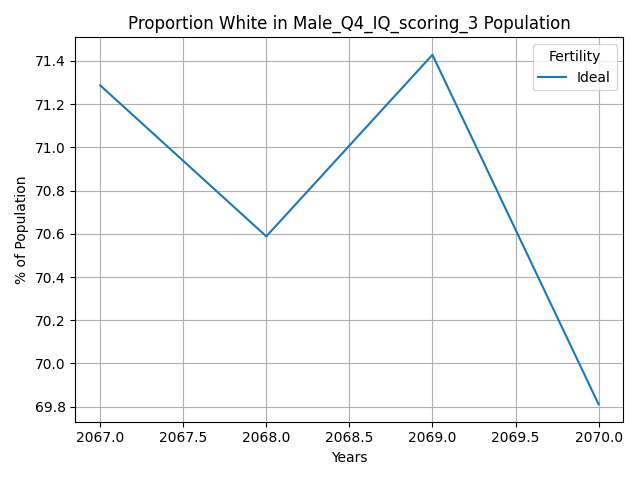 Proportion White in Male_Q4_IQ_scoring_3 Population
Fertility
Ideal
71.4
71.2
71.0
70.8
70.6
70.4
70.2
70.0
69.8
% of Population
2067.0 2067.5 2068.0 2068.5 2069.0 2069.5 2070.0
Years